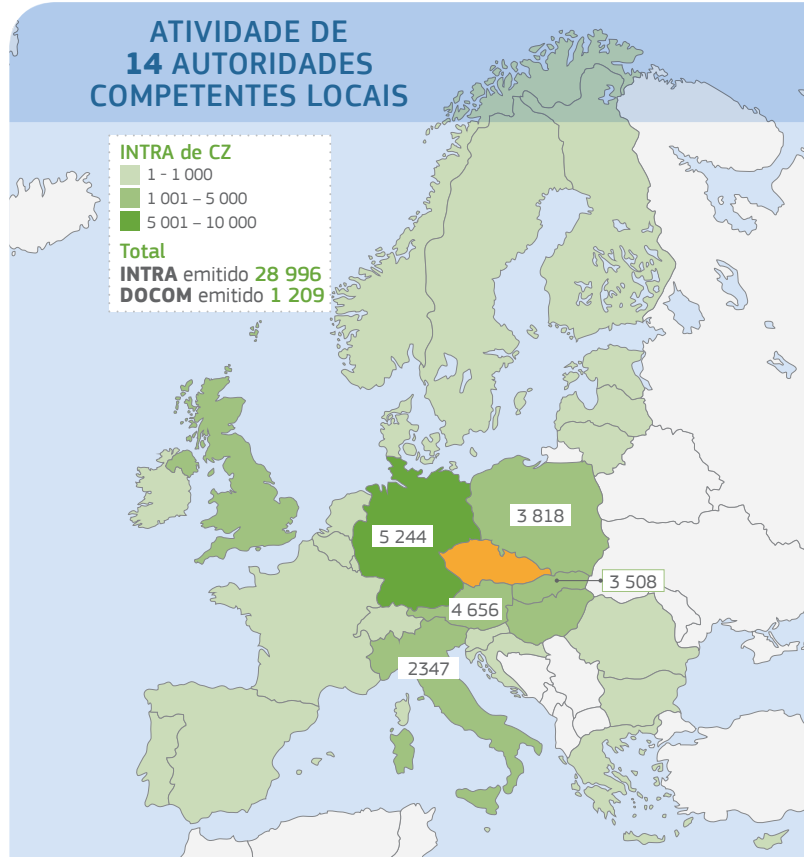 ATIVIDADE DE
14 AUTORIDADES
COMPETENTES LOCAIS
INTRA de CZ
1 - 1 000
1 001 – 5 000
5 001 – 10 000
Total
INTRA emitido 28 996
DOCOM emitido 1 209
3 818
5 244
3 508
4 656
2347